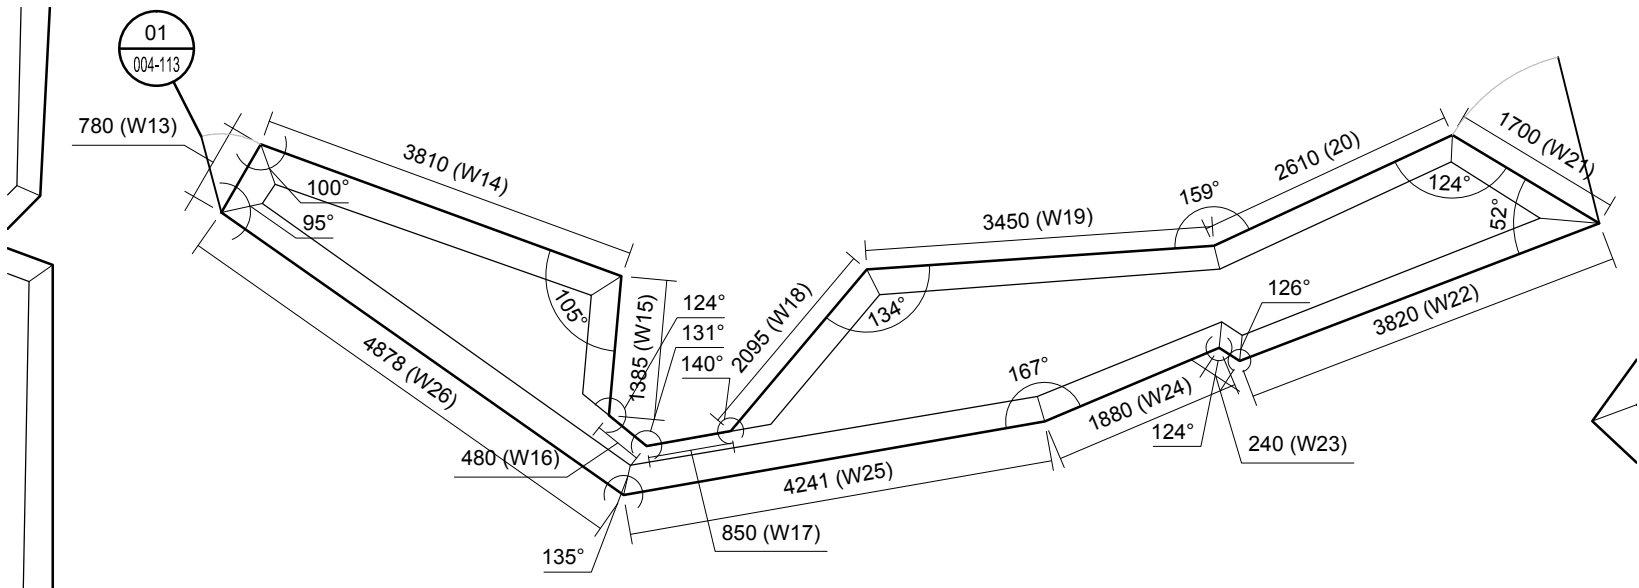 01
004-113
780 (W13)
3810 (W14)
100°
95°
105°
1385 (W15)
124°
131°
140°
480 (W16)
850 (W17)
2095 (W18)
134°
3450 (W19)
159°
2610 (20)
124°
1700 (W21)
52°
3820 (W22)
126°
240 (W23)
124°
1880 (W24)
167°
4241 (W25)
135°
4878 (W26)